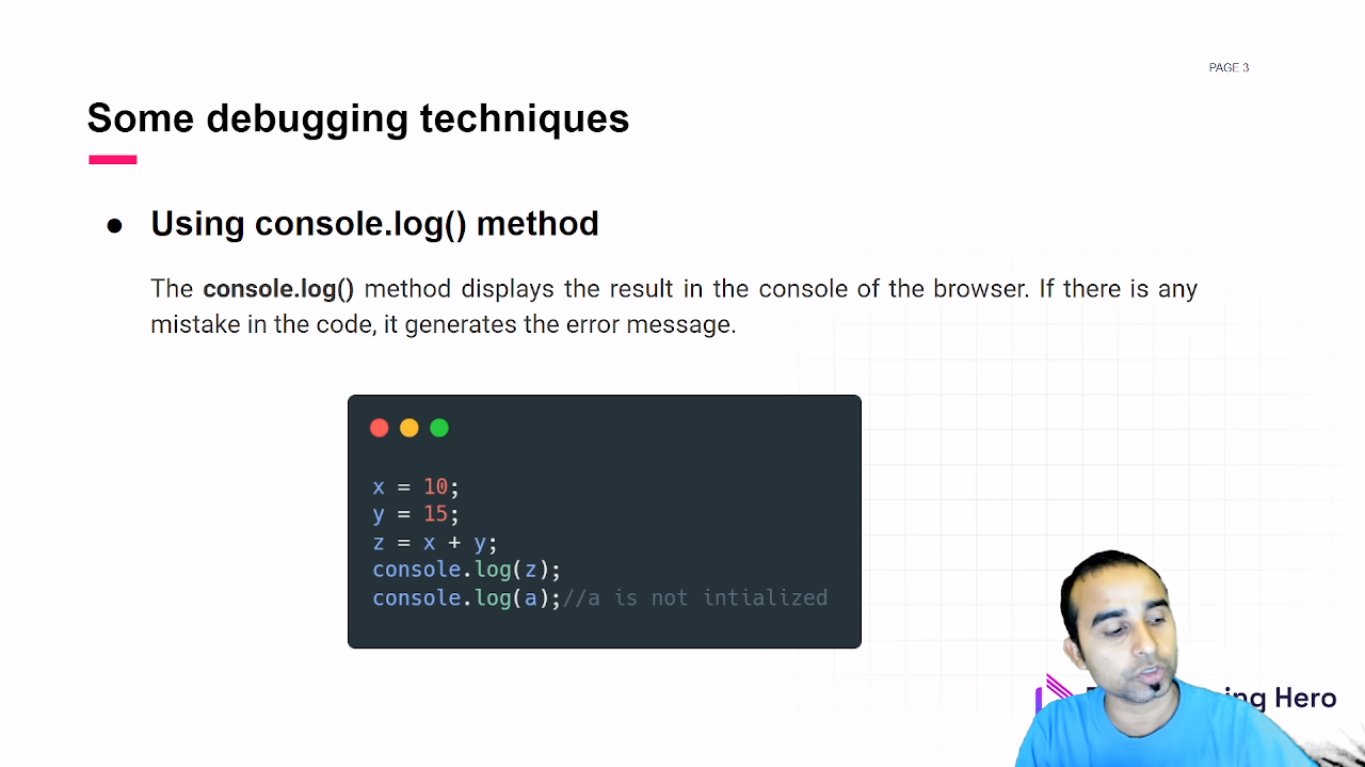 PAGE 3
Some debugging techniques
● Using console.log() method
The console.log() method displays the result in the console of the browser. If there is any
mistake in the code, it generates the error message.
x = 10;
y = 15;
z = x + y;
console.log(z);
console.log(a);//a is not intialized
Hero